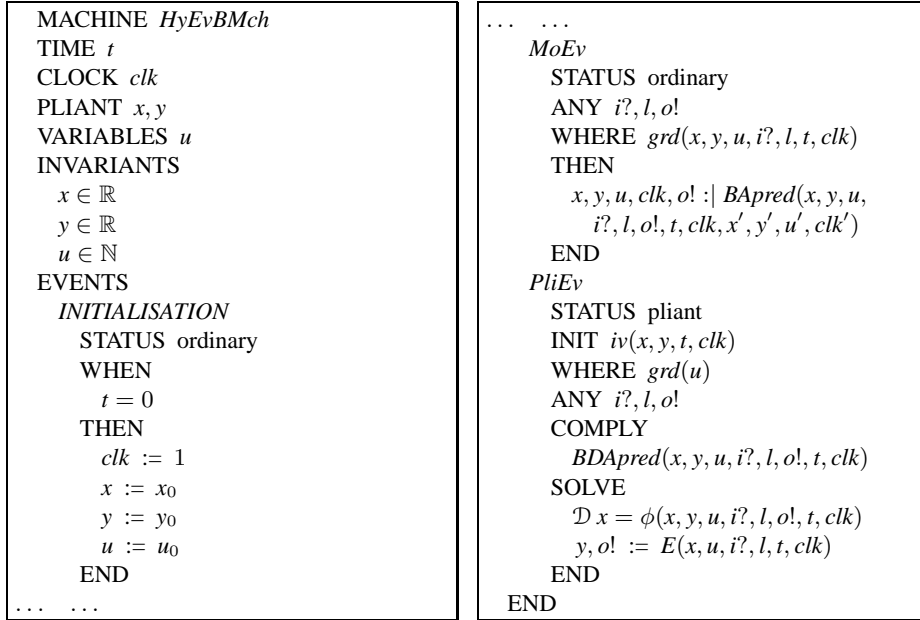 MACHINE HyEvBMch
TIME t
CLOCK clk
PLIANT x, y
VARIABLES u
INVARIANTS
x ∈ ℝ
y ∈ ℝ
u ∈ ℕ
EVENTS
INITIALISATION
STATUS ordinary
WHEN
t = 0
THEN
clk := 1
x := x₀
y := y₀
u := u₀
END
. . .   . . .
. . .   . . .
MoEv
STATUS ordinary
ANY i?, l, o!
WHERE grd(x, y, u, i?, l, t, clk)
THEN
x, y, u, clk, o! :| BApred(x, y, u,
i?, l, o!, t, clk, x′, y′, u′, clk′)
END
PliEv
STATUS pliant
INIT iv(x, y, t, clk)
WHERE grd(u)
ANY i?, l, o!
COMPLY
BDApred(x, y, u, i?, l, o!, t, clk)
SOLVE
𝒟 x = ϕ(x, y, u, i?, l, o!, t, clk)
y, o! := E(x, u, i?, l, t, clk)
END
END